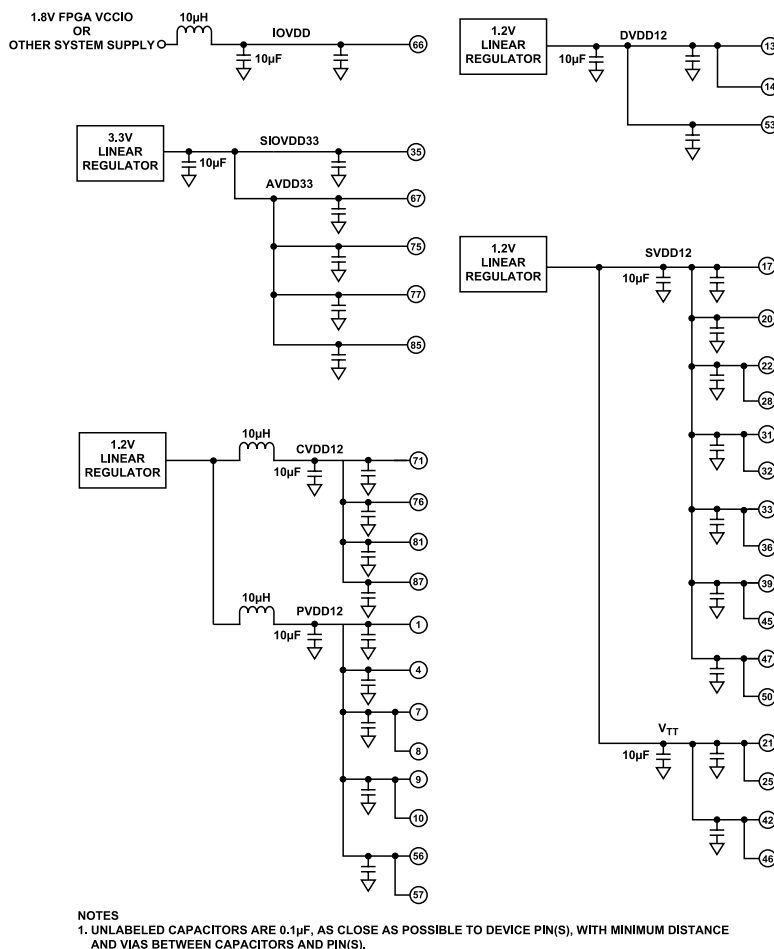 1.8V FPGA VCCIO
OR
OTHER SYSTEM SUPPLY
10µH
IOVDD
10µF
66
3.3V
LINEAR
REGULATOR
10µF
SIOVDD33
35
AVDD33
67
75
77
85
1.2V
LINEAR
REGULATOR
10µH
CVDD12
10µF
71
76
81
87
10µH
PVDD12
10µF
1
4
7
8
9
10
56
57
1.2V
LINEAR
REGULATOR
DVDD12
10µF
13
14
53
1.2V
LINEAR
REGULATOR
SVDD12
10µF
17
20
22
28
31
32
33
36
39
45
47
50
VTT
10µF
21
25
42
46
NOTES
1. UNLABELED CAPACITORS ARE 0.1µF, AS CLOSE AS POSSIBLE TO DEVICE PIN(S), WITH MINIMUM DISTANCE
AND VIAS BETWEEN CAPACITORS AND PIN(S).